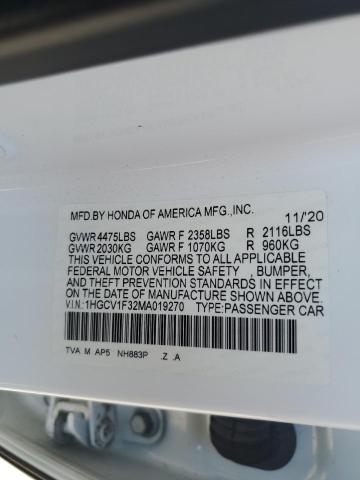 MFD.BY HONDA OF AMERICA MFG.,INC. 11/'20
GVWR 4475LBS GAWR F 2358LBS R 2116LBS
GVWR 2030KG GAWR F 1070KG R 960KG
THIS VEHICLE CONFORMS TO ALL APPLICABLE
FEDERAL MOTOR VEHICLE SAFETY , BUMPER,
AND THEFT PREVENTION STANDARDS IN EFFECT
ON THE DATE OF MANUFACTURE SHOWN ABOVE.
V.I.N:1HGCV1F32MA019270 TYPE:PASSENGER CAR
TVA M AP5 NH883P .Z .A